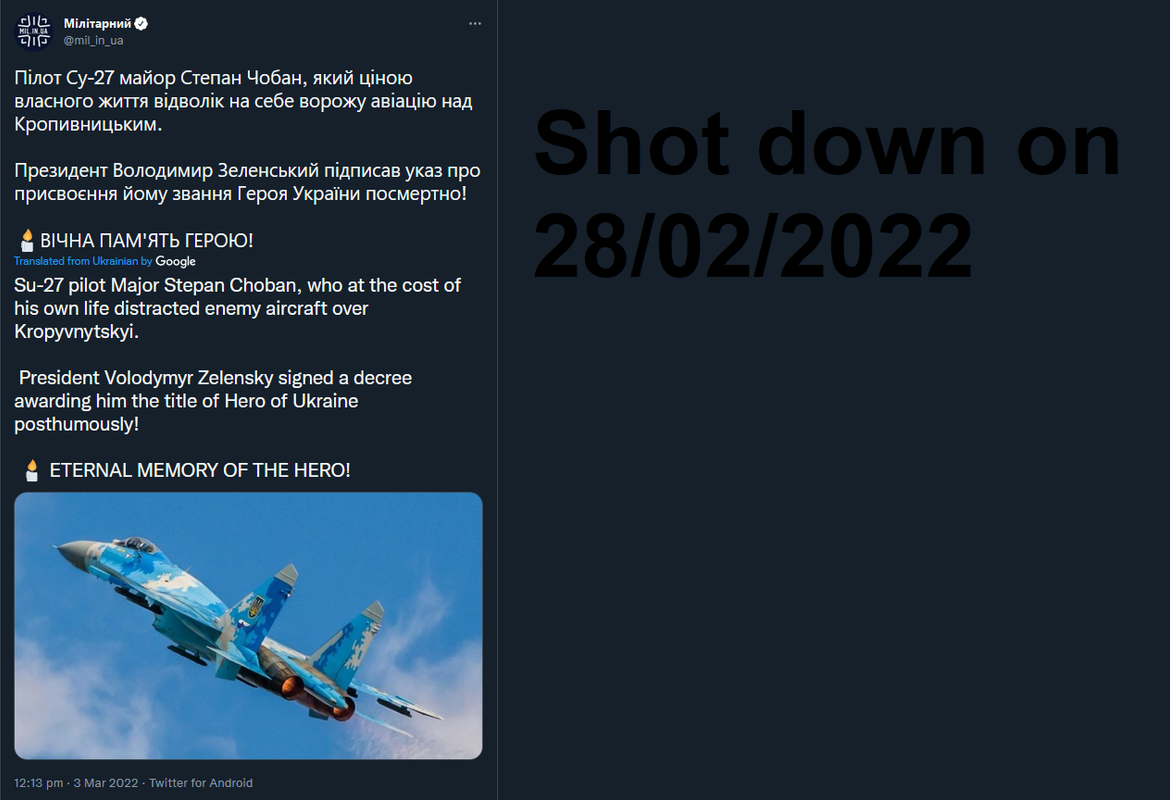 Мілітарний
@mil_in_ua
MIL.IN.UA
Пілот Су-27 майор Степан Чобан, який ціною
власного життя відволік на себе ворожу авіацію над
Кропивницьким.
Президент Володимир Зеленський підписав указ про
присвоєння йому звання Героя України посмертно!
🕯️ВІЧНА ПАМ'ЯТЬ ГЕРОЮ!
Translated from Ukrainian by Google
Su-27 pilot Major Stepan Choban, who at the cost of
his own life distracted enemy aircraft over
Kropyvnytskyi.
President Volodymyr Zelensky signed a decree
awarding him the title of Hero of Ukraine
posthumously!
🕯️ ETERNAL MEMORY OF THE HERO!
12:13 pm · 3 Mar 2022 · Twitter for Android
Shot down on
28/02/2022